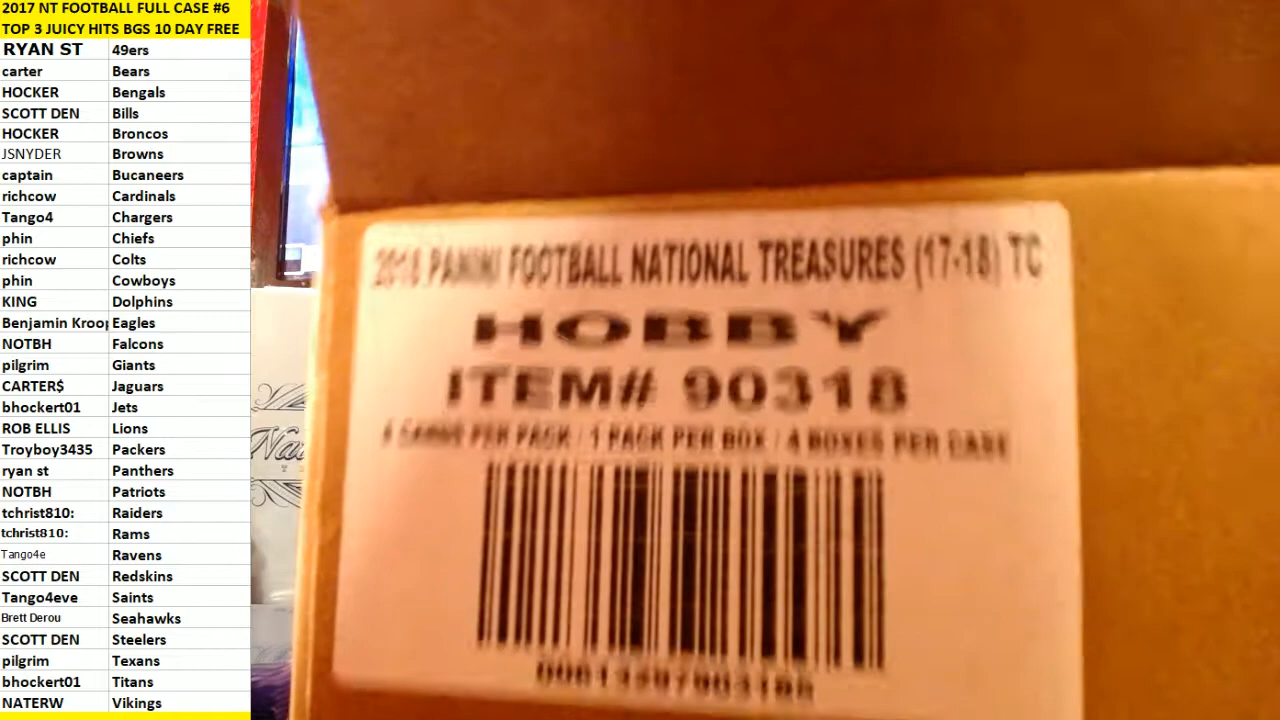 2017 NT FOOTBALL FULL CASE #6
TOP 3 JUICY HITS BGS 10 DAY FREE
RYAN ST 49ers
carter Bears
HOCKER Bengals
SCOTT DEN Bills
HOCKER Broncos
JSNYDER Browns
captain Bucaneers
richcow Cardinals
Tango4 Chargers
phin Chiefs
richcow Colts
phin Cowboys
KING Dolphins
Benjamin Kroop Eagles
NOTBH Falcons
pilgrim Giants
CARTER$ Jaguars
bhockert01 Jets
ROB ELLIS Lions
Troyboy3435 Packers
ryan st Panthers
NOTBH Patriots
tchrist810: Raiders
tchrist810: Rams
Tango4e Ravens
SCOTT DEN Redskins
Tango4eve Saints
Brett Derou Seahawks
SCOTT DEN Steelers
pilgrim Texans
bhockert01 Titans
NATERW Vikings
2018 PANINI FOOTBALL NATIONAL TREASURES (17-18) TC
HOBBY
ITEM# 90318
CARDS PER PACK / 1 PACK PER BOX / 4 BOXES PER CASE